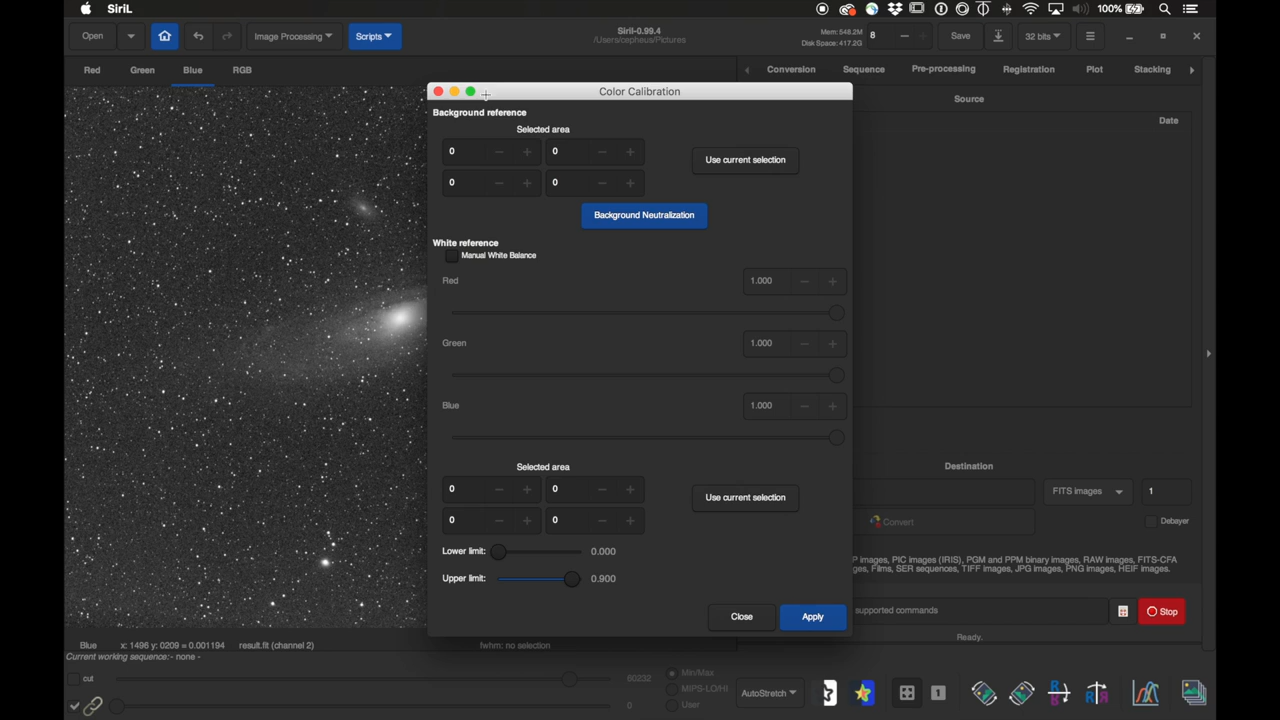 SiriL
100%
Open
Image Processing
Scripts
Siril-0.99.4
/Users/orpheus/Pictures
Mem: 548.2M
Disk Space: 417.2G
8
Save
32 bits
Red Green Blue RGB
Conversion Sequence Pre-processing Registration Plot Stacking
Source
Date
Color Calibration
Background reference
Selected area
0 0
Use current selection
0 0
Background Neutralization
White reference
Manual White Balance
Red 1.000
Green 1.000
Blue 1.000
Selected area
0 0
Use current selection
0 0
Lower limit: 0.000
Upper limit: 0.900
Close Apply
Destination
FITS images 1
Convert
Debayer
P images, PIC images (IRIS), PGM and PPM binary images, RAW images, FITS-CFA
images, Films, SER sequences, TIFF images, JPG images, PNG images, HEIF images.
supported commands
Stop
Ready.
Blue x: 1496 y: 0209 = 0.001194 result.fit (channel 2) fwhm: no selection
Current working sequence:- none -
cut 60232
0
Min/Max
MIPS-LO/HI
User
AutoStretch
1